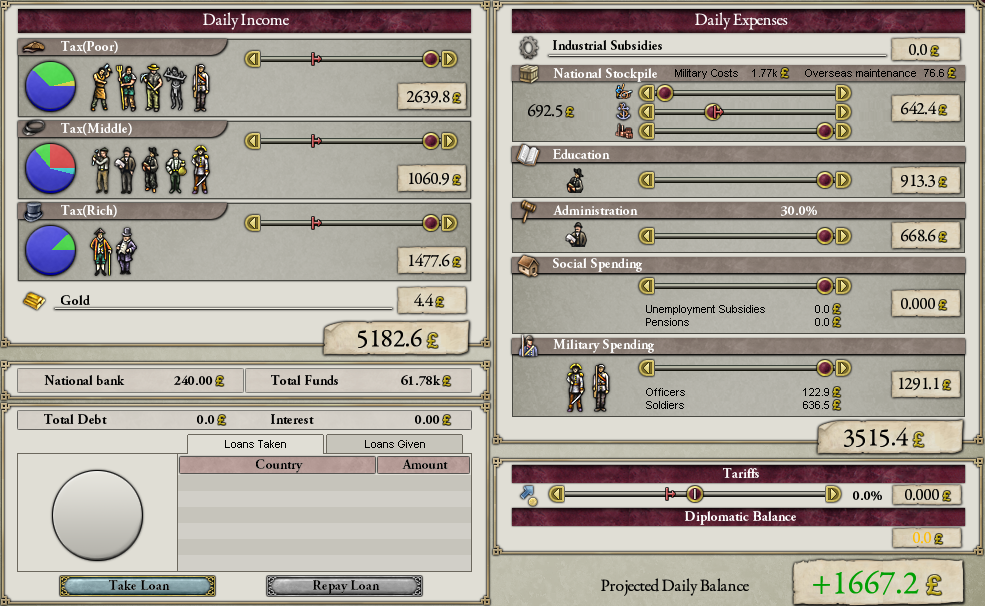 Daily Income
Tax(Poor)
2639.8£
Tax(Middle)
1060.9£
Tax(Rich)
1477.6£
Gold 4.4£
5182.6£
National bank 240.00£ Total Funds 61.78k£
Total Debt 0.0£ Interest 0.00£
Loans Taken Loans Given
Country Amount
Take Loan Repay Loan
Daily Expenses
Industrial Subsidies 0.0£
National Stockpile Military Costs 1.77k£ Overseas maintenance 76.6£
692.5£ 642.4£
Education
913.3£
Administration 30.0%
668.6£
Social Spending
0.000£
Unemployment Subsidies 0.0£
Pensions 0.0£
Military Spending
1291.1£
Officers 122.9£
Soldiers 636.5£
3515.4£
Tariffs
0.0% 0.000£
Diplomatic Balance
0.0£
Projected Daily Balance +1667.2£